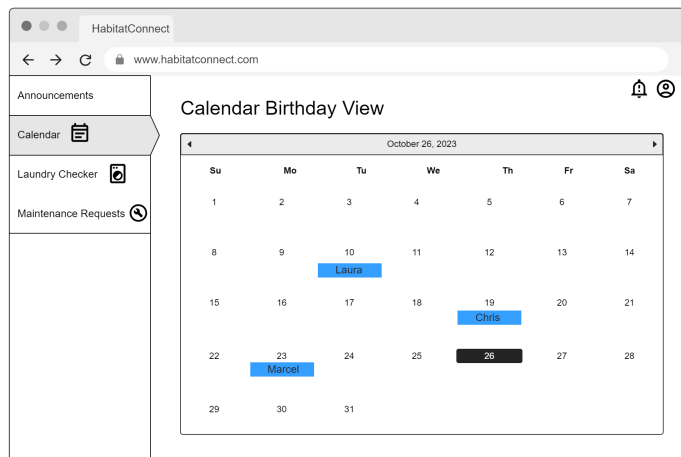 HabitatConnect
www.habitatconnect.com
Announcements
Calendar
Laundry Checker
Maintenance Requests
Calendar Birthday View
October 26, 2023
Su Mo Tu We Th Fr Sa
1 2 3 4 5 6 7
8 9 10 11 12 13 14
Laura
15 16 17 18 19 20 21
Chris
22 23 24 25 26 27 28
Marcel
29 30 31